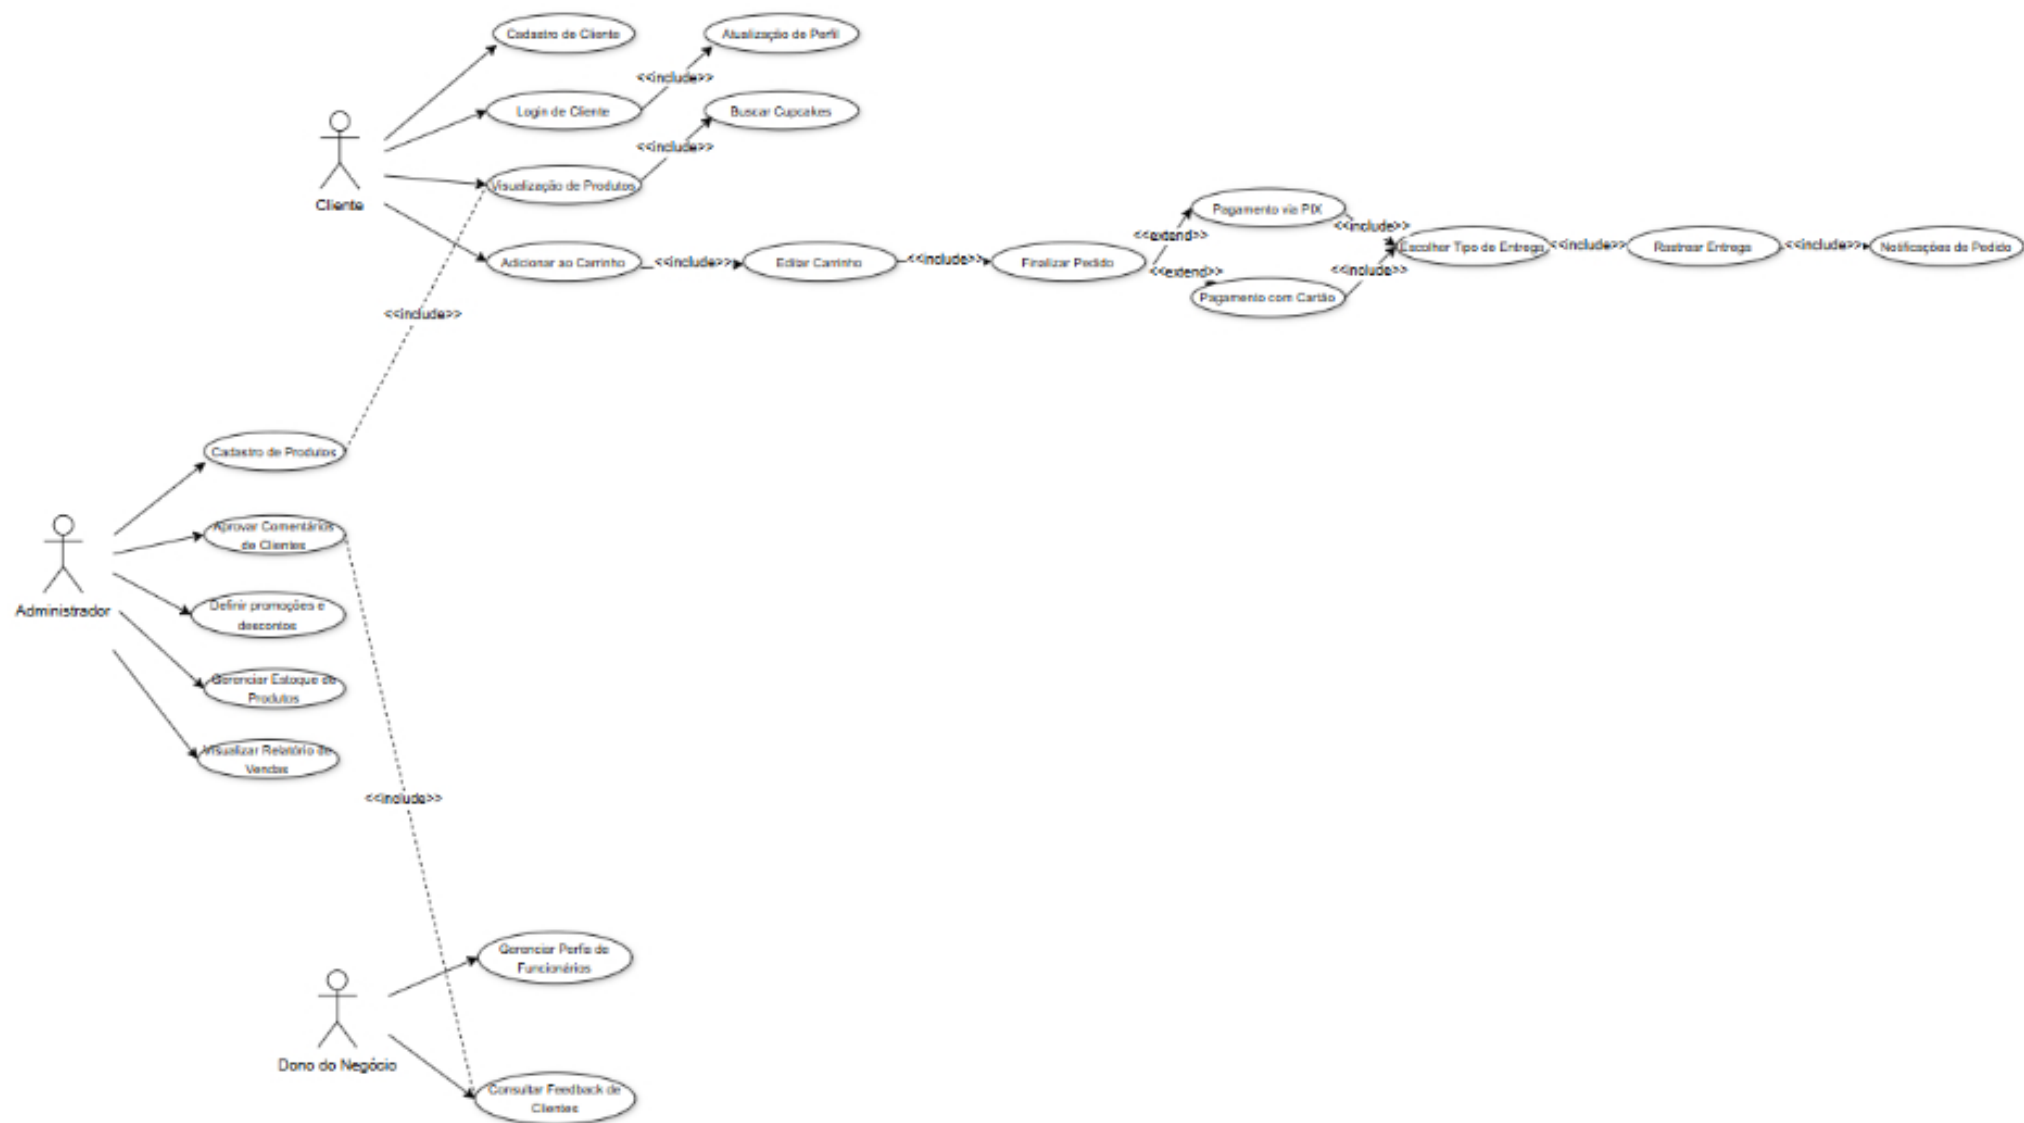 Cadastro de Cliente
Atualização de Perfil
<<include>>
Login de Cliente
Buscar Cupcakes
<<include>>
Visualização de Produtos
Cliente
Pagamento via PIX
<<extend>>
<<include>>
Adicionar ao Carrinho
<<include>>
Editar Carrinho
<<include>>
Finalizar Pedido
Escolher Tipo de Entrega
<<include>>
Rastrear Entrega
<<include>>
Notificações de Pedido
<<extend>>
<<include>>
Pagamento com Cartão
<<include>>
Cadastro de Produtos
Aprovar Comentários
de Clientes
Administrador
Definir promoções e
descontos
Gerenciar Estoque de
Produtos
Visualizar Relatório de
Vendas
<<include>>
Gerenciar Perfis de
Funcionários
Dono do Negócio
Consultar Feedback de
Clientes